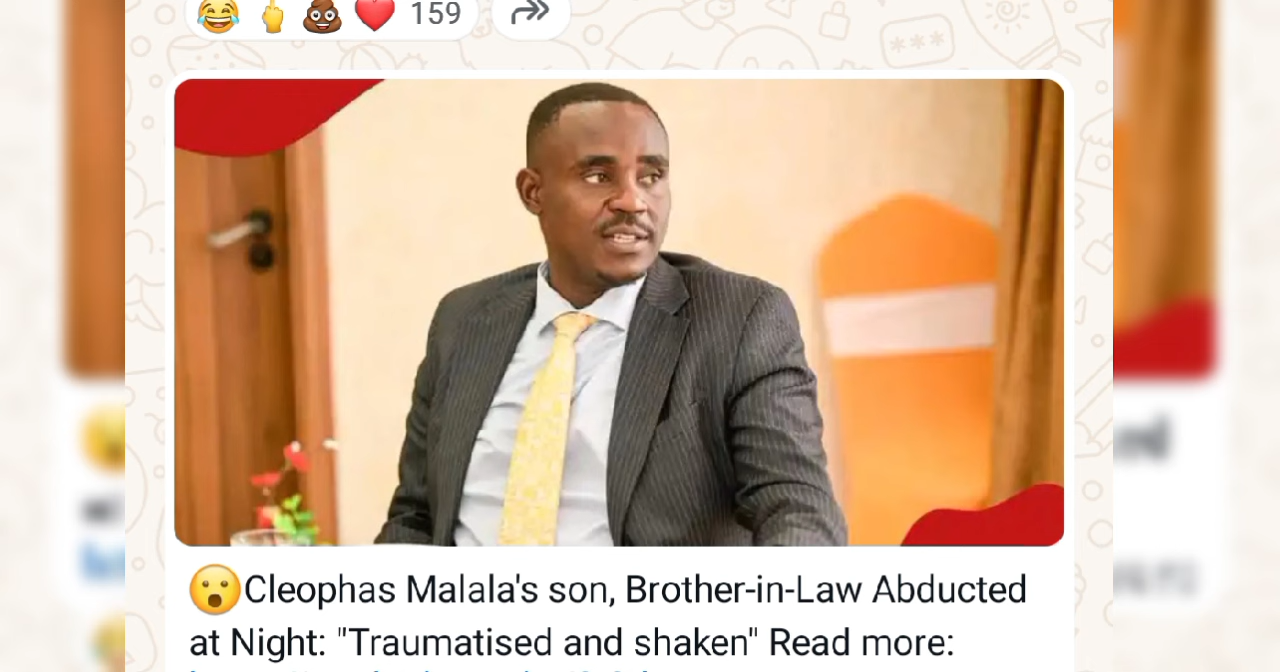 😂🖕💩❤️ 159
😮Cleophas Malala's son, Brother-in-Law Abducted
at Night: "Traumatised and shaken" Read more: